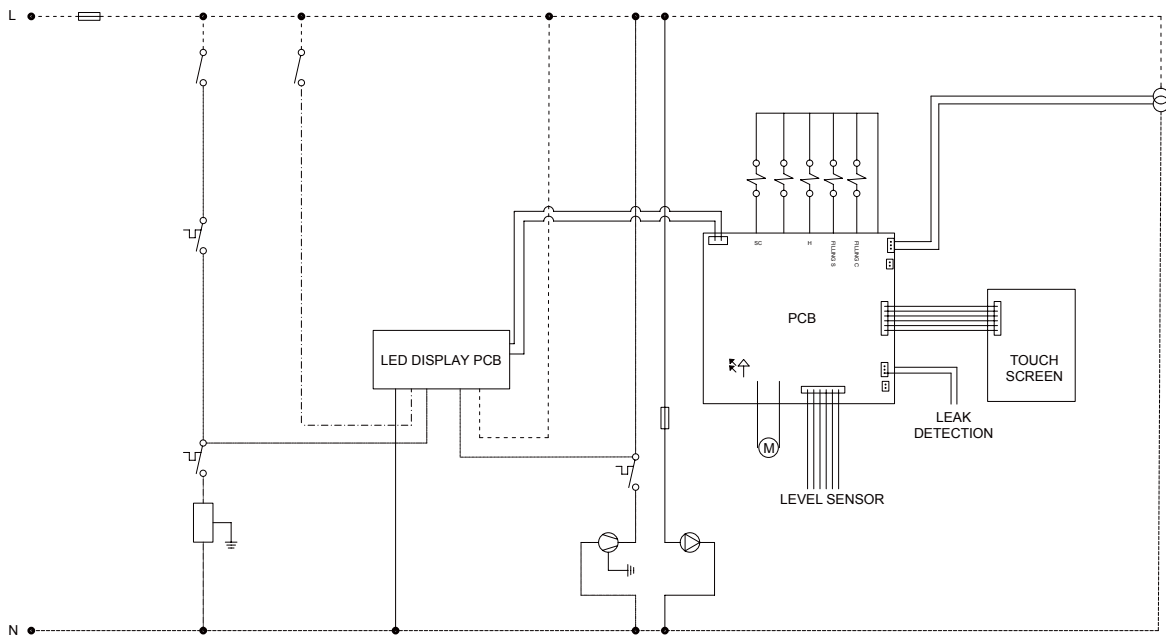 L
SC
H
FILLING S
FILLING C
PCB
LED DISPLAY PCB
TOUCH
SCREEN
LEAK
DETECTION
M
LEVEL SENSOR
N